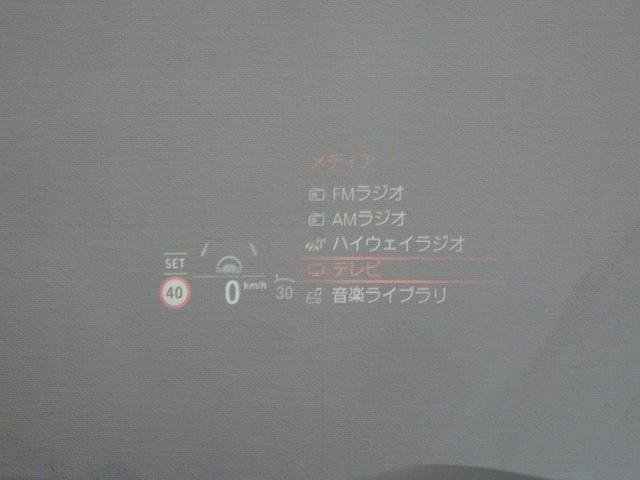 メディア
FMラジオ
AMラジオ
ハイウェイラジオ
テレビ
音楽ライブラリ
SET
40
0 km/h
30